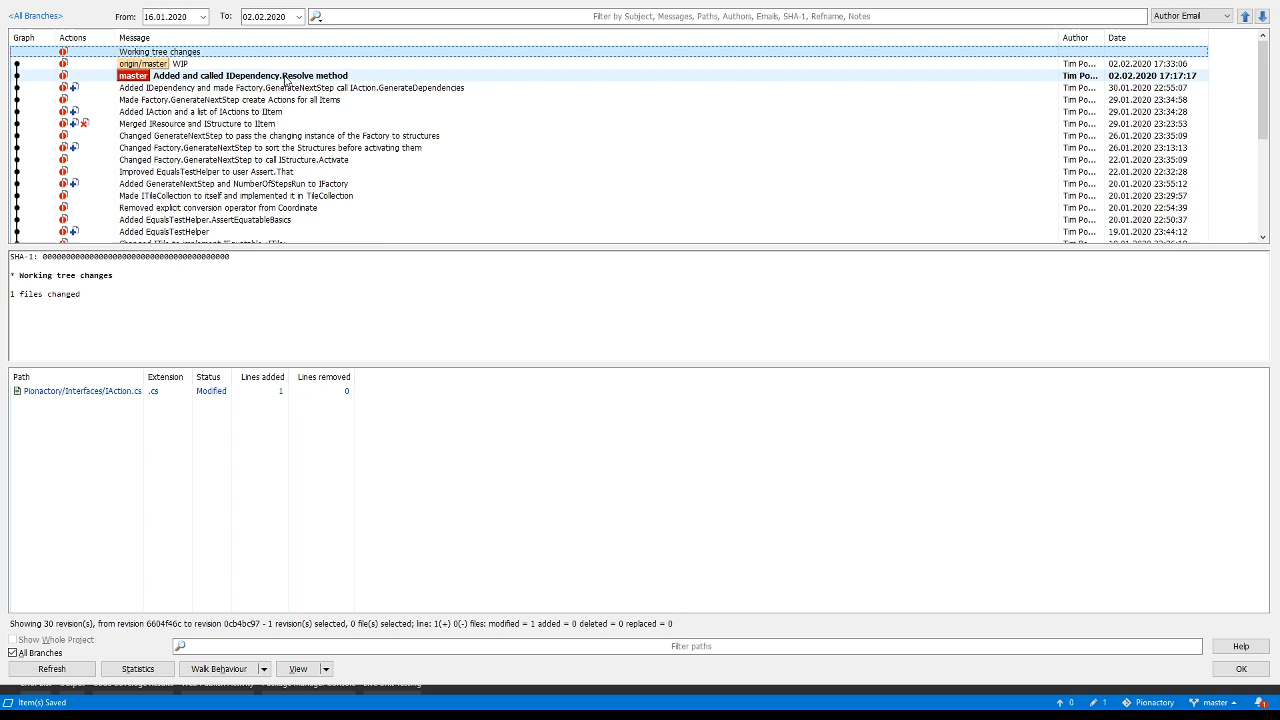 <All Branches> From: 16.01.2020 To: 02.02.2020 Filter by Subject, Messages, Paths, Authors, Emails, SHA-1, Refname, Notes Author Email
Graph Actions Message Author Date
Working tree changes
origin/master WIP Tim Po... 02.02.2020 17:33:06
master Added and called IDependency.Resolve method Tim Po... 02.02.2020 17:17:17
Added IDependency and made Factory.GenerateNextStep call IAction.GenerateDependencies Tim Po... 30.01.2020 22:55:07
Made Factory.GenerateNextStep create Actions for all Items Tim Po... 29.01.2020 23:34:58
Added IAction and a list of IActions to IItem Tim Po... 29.01.2020 23:34:28
Merged IResource and IStructure to IItem Tim Po... 29.01.2020 23:23:53
Changed GenerateNextStep to pass the changing instance of the Factory to structures Tim Po... 26.01.2020 23:35:09
Changed Factory.GenerateNextStep to sort the Structures before activating them Tim Po... 26.01.2020 23:13:13
Changed Factory.GenerateNextStep to call IStructure.Activate Tim Po... 22.01.2020 23:35:09
Improved EqualsTestHelper to user Assert.That Tim Po... 22.01.2020 22:32:28
Added GenerateNextStep and NumberOfStepsRun to IFactory Tim Po... 20.01.2020 23:55:12
Made ITileCollection to itself and implemented it in TileCollection Tim Po... 20.01.2020 23:29:57
Removed explicit conversion operator from Coordinate Tim Po... 20.01.2020 22:54:39
Added EqualsTestHelper.AssertEquatableBasics Tim Po... 20.01.2020 22:50:37
Added EqualsTestHelper Tim Po... 19.01.2020 23:44:12
SHA-1: 0000000000000000000000000000000000000000
* Working tree changes
1 files changed
Path Extension Status Lines added Lines removed
Pionactory/Interfaces/IAction.cs .cs Modified 1 0
Showing 30 revision(s), from revision 6604f46c to revision 0cb4bc97 - 1 revision(s) selected, 0 file(s) selected; line: 1(+) 0(-) files: modified = 1 added = 0 deleted = 0 replaced = 0
Show Whole Project
Filter paths Help
All Branches
Refresh Statistics Walk Behaviour View OK
Item(s) Saved 0 1 Pionactory master 1